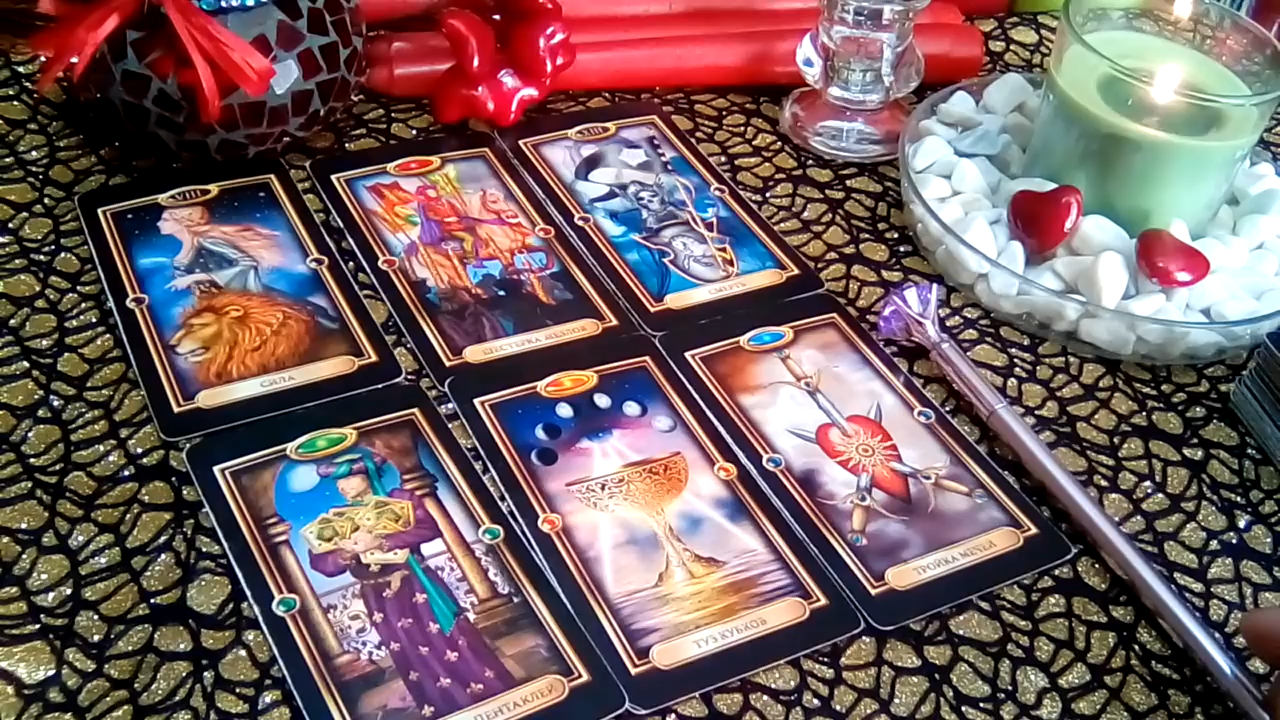 VIII
СИЛА
ШЕСТЕРКА ЖЕЗЛОВ
XIII
СМЕРТЬ
ПЕНТАКЛЕЙ
ТУЗ КУБКОВ
ТРОЙКА МЕЧЕЙ